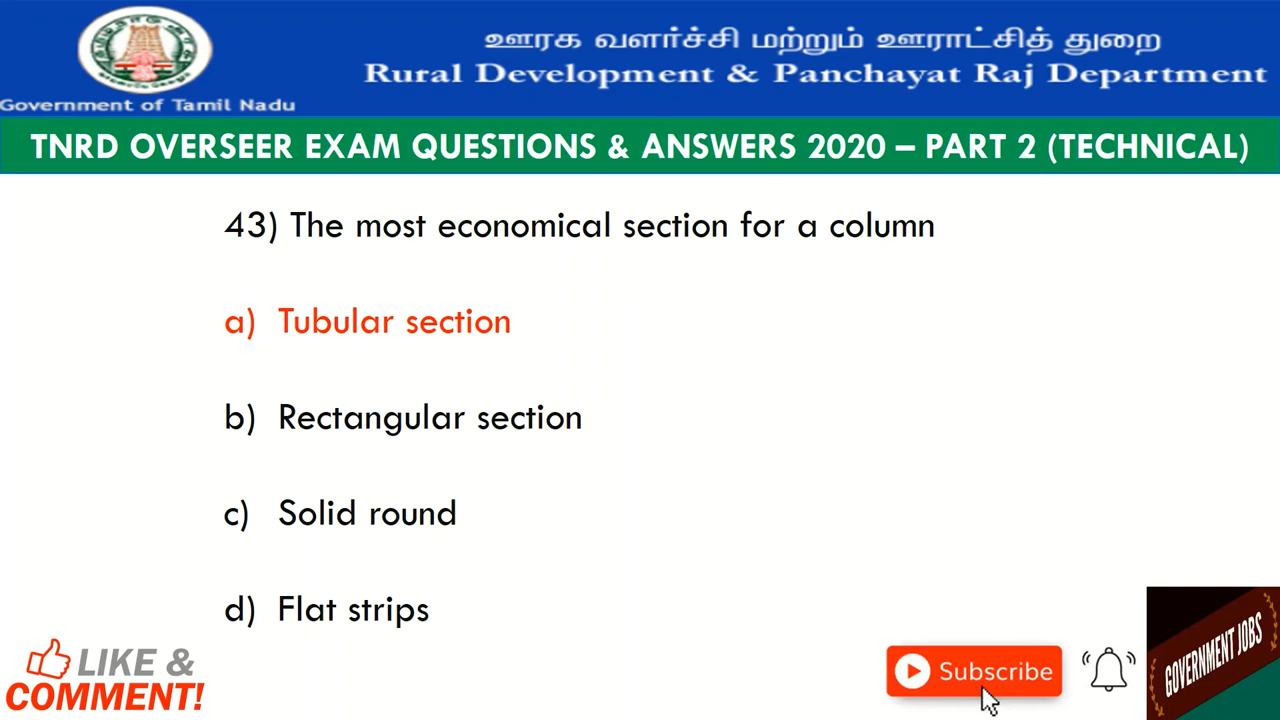 ஊரக வளர்ச்சி மற்றும் ஊராட்சித் துறை
Rural Development & Panchayat Raj Department
Government of Tamil Nadu
TNRD OVERSEER EXAM QUESTIONS & ANSWERS 2020 – PART 2 (TECHNICAL)
43) The most economical section for a column
a) Tubular section
b) Rectangular section
c) Solid round
d) Flat strips
LIKE &
COMMENT!
Subscribe
GOVERNMENT JOBS